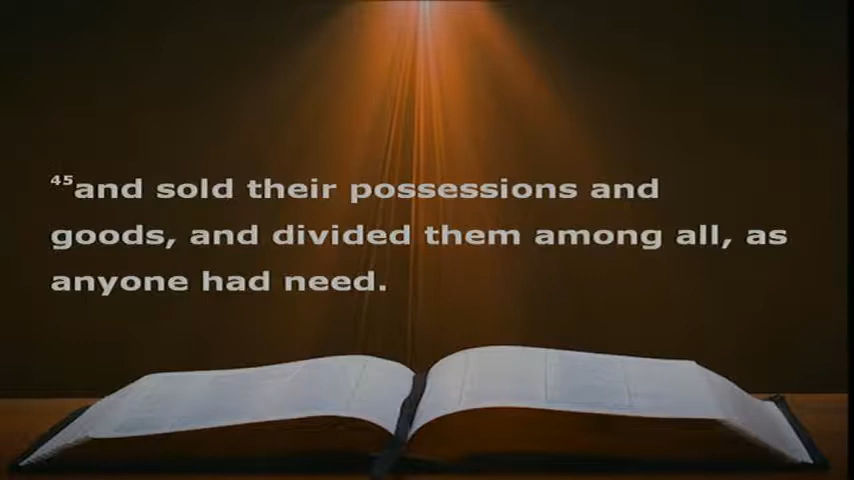 45and sold their possessions and
goods, and divided them among all, as
anyone had need.